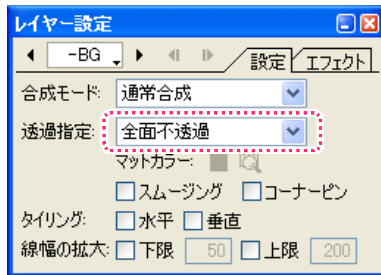 レイヤー設定
-BG 設定 エフェクト
合成モード: 通常合成
透過指定: 全面不透過
マットカラー:
スムージング コーナーピン
タイリング: 水平 垂直
線幅の拡大: 下限 50 上限 200